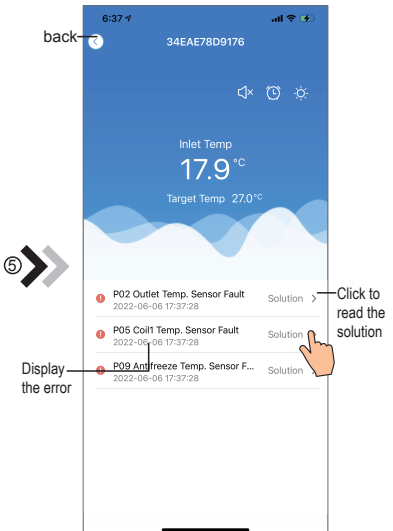 6:37
back
34EAE78D9176
Inlet Temp
17.9°C
Target Temp 27.0°C
⑤
P02 Outlet Temp. Sensor Fault
2022-06-06 17:37:28
Solution
Click to
read the
solution
P05 Coil1 Temp. Sensor Fault
2022-06-06 17:37:28
Solution
Display
the error
P09 Antifreeze Temp. Sensor F...
2022-06-06 17:37:28
Solution